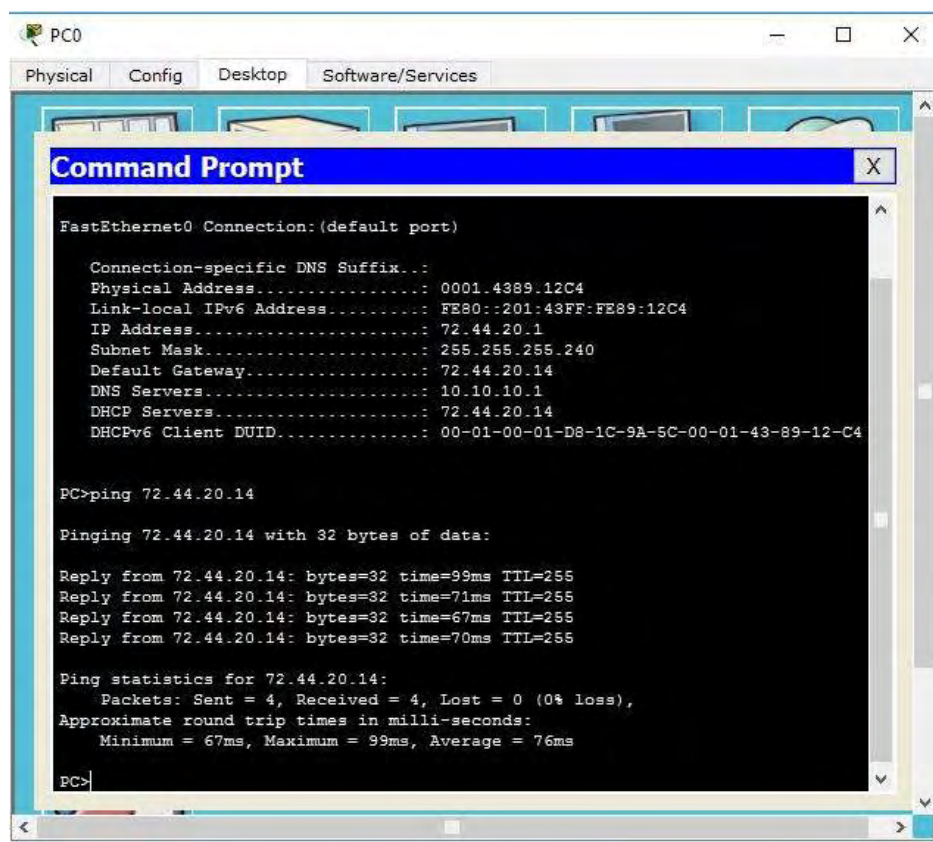 PC0
Physical Config Desktop Software/Services
Command Prompt X
FastEthernet0 Connection:(default port)
Connection-specific DNS Suffix..:
Physical Address................: 0001.4389.12C4
Link-local IPv6 Address.........: FE80::201:43FF:FE89:12C4
IP Address......................: 72.44.20.1
Subnet Mask.....................: 255.255.255.240
Default Gateway.................: 72.44.20.14
DNS Servers.....................: 10.10.10.1
DHCP Servers....................: 72.44.20.14
DHCPv6 Client DUID..............: 00-01-00-01-D8-1C-9A-5C-00-01-43-89-12-C4
PC>ping 72.44.20.14
Pinging 72.44.20.14 with 32 bytes of data:
Reply from 72.44.20.14: bytes=32 time=99ms TTL=255
Reply from 72.44.20.14: bytes=32 time=71ms TTL=255
Reply from 72.44.20.14: bytes=32 time=67ms TTL=255
Reply from 72.44.20.14: bytes=32 time=70ms TTL=255
Ping statistics for 72.44.20.14:
Packets: Sent = 4, Received = 4, Lost = 0 (0% loss),
Approximate round trip times in milli-seconds:
Minimum = 67ms, Maximum = 99ms, Average = 76ms
PC>